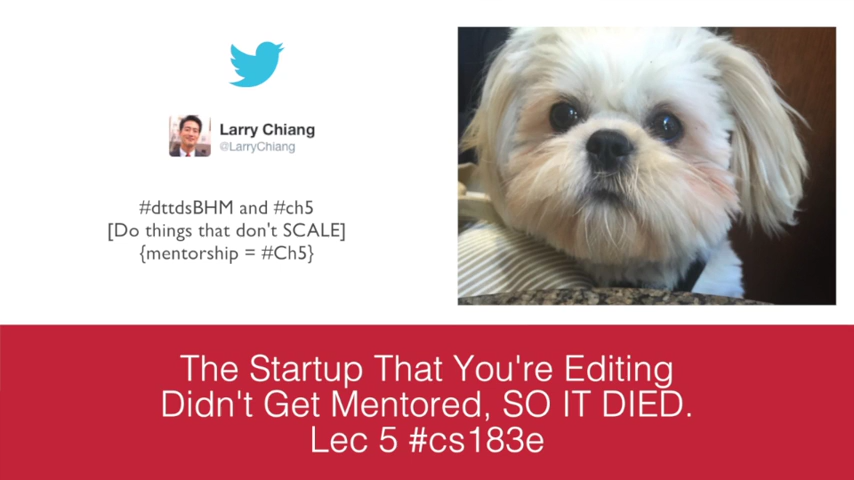 Larry Chiang
@LarryChiang
#dttdsBHM and #ch5
[Do things that don't SCALE]
{mentorship = #Ch5}
The Startup That You're Editing
Didn't Get Mentored, SO IT DIED.
Lec 5 #cs183e